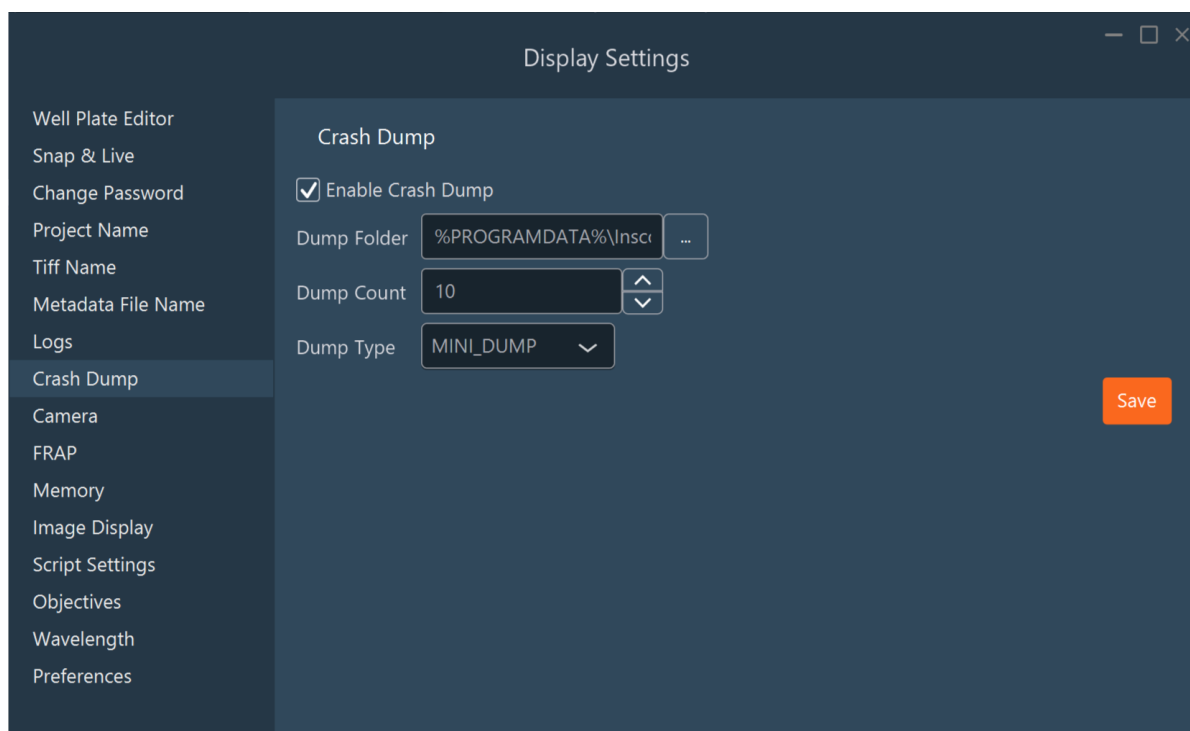 Display Settings
Well Plate Editor
Snap & Live
Change Password
Project Name
Tiff Name
Metadata File Name
Logs
Crash Dump
Camera
FRAP
Memory
Image Display
Script Settings
Objectives
Wavelength
Preferences
Crash Dump
Enable Crash Dump
Dump Folder %PROGRAMDATA%\Insc ...
Dump Count 10
Dump Type MINI_DUMP
Save